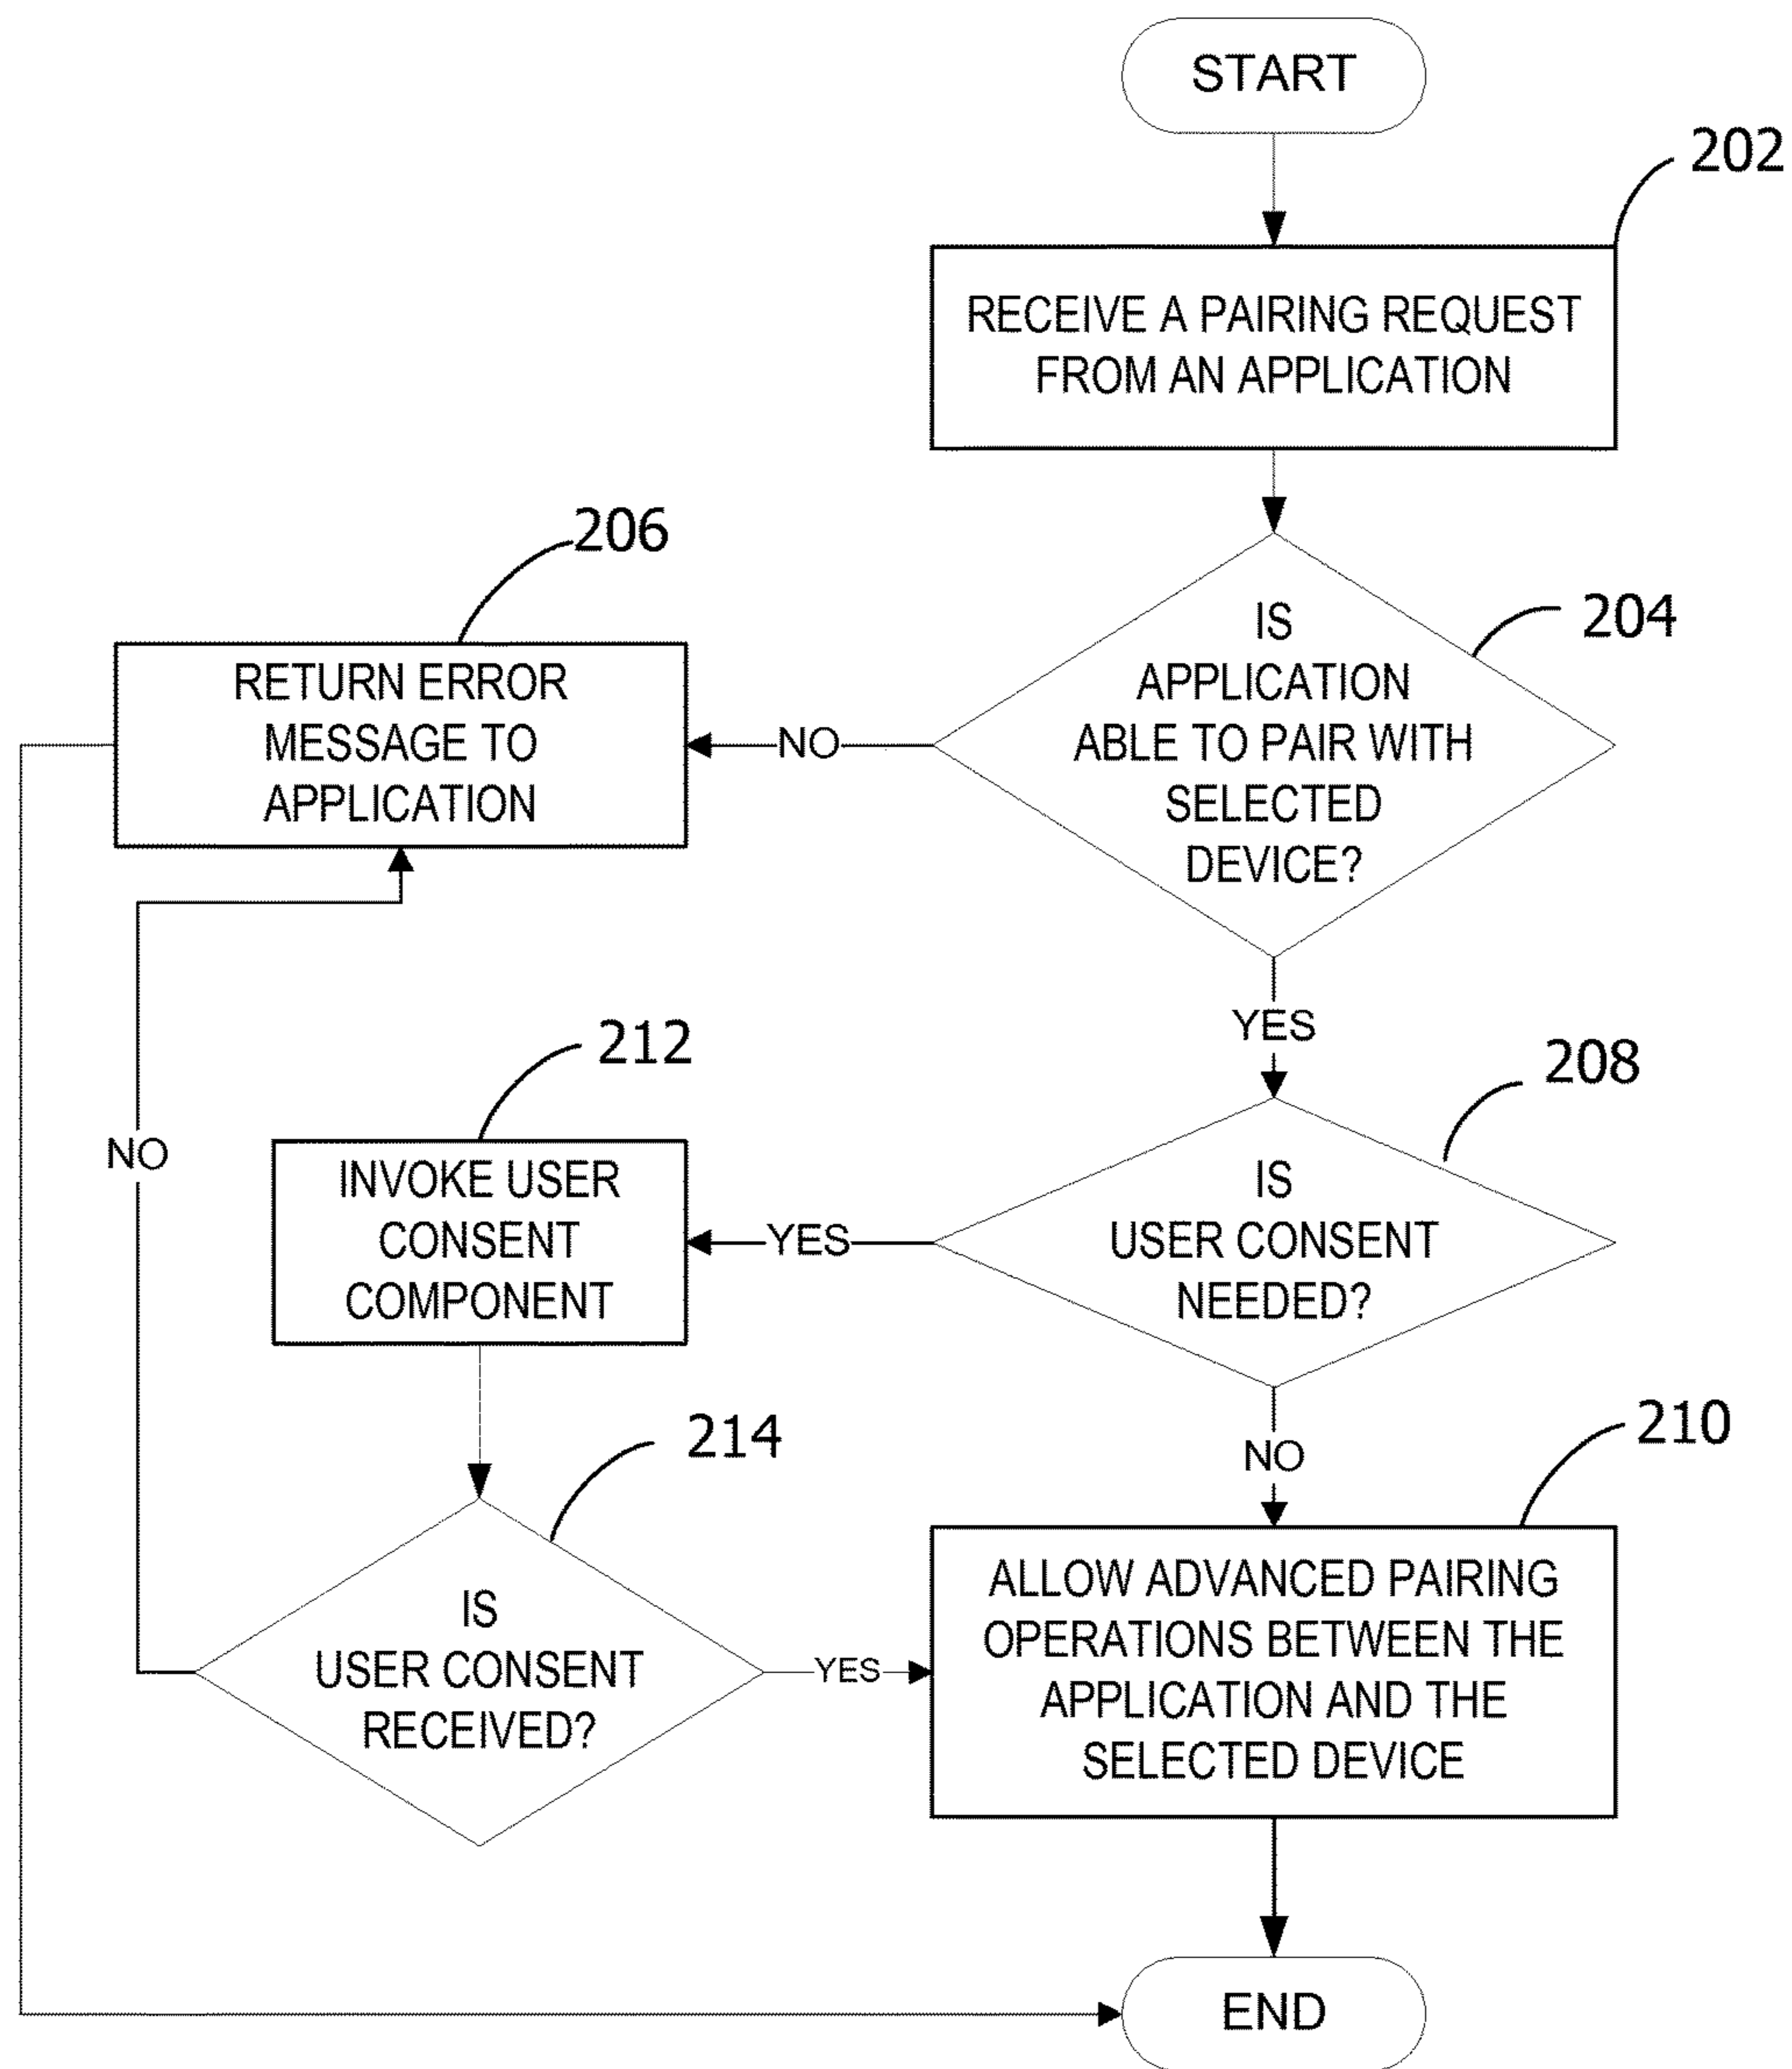 START
202
RECEIVE A PAIRING REQUEST
FROM AN APPLICATION
206
204
IS
APPLICATION
ABLE TO PAIR WITH
SELECTED
DEVICE?
NO
RETURN ERROR
MESSAGE TO
APPLICATION
YES
212
208
IS
USER CONSENT
NEEDED?
YES
INVOKE USER
CONSENT
COMPONENT
NO
NO
214
210
IS
USER CONSENT
RECEIVED?
YES
ALLOW ADVANCED PAIRING
OPERATIONS BETWEEN THE
APPLICATION AND THE
SELECTED DEVICE
END